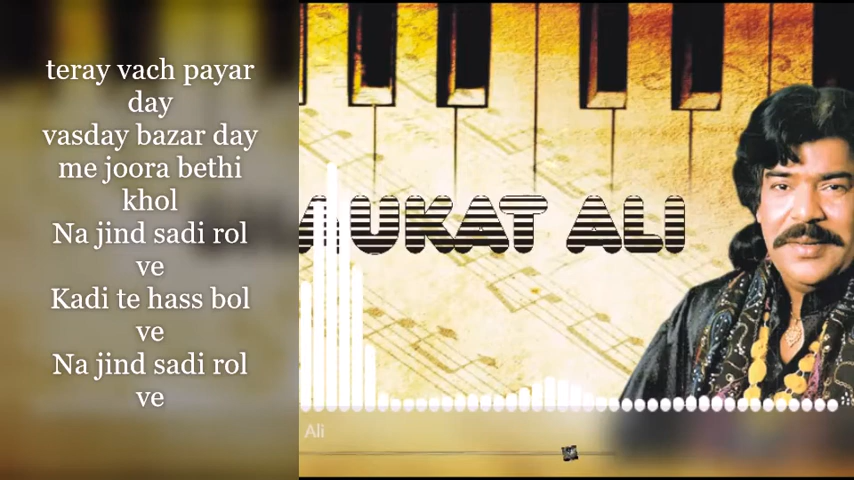 teray vach payar
day
vasday bazar day
me joora bethi
khol
Na jind sadi rol
ve
Kadi te hass bol
ve
Na jind sadi rol
ve
UKAT ALI
Ali